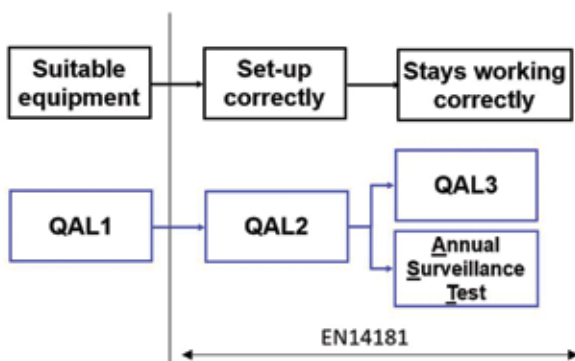 Suitable
equipment
Set-up
correctly
Stays working
correctly
QAL1
QAL2
QAL3
Annual
Surveillance
Test
EN14181